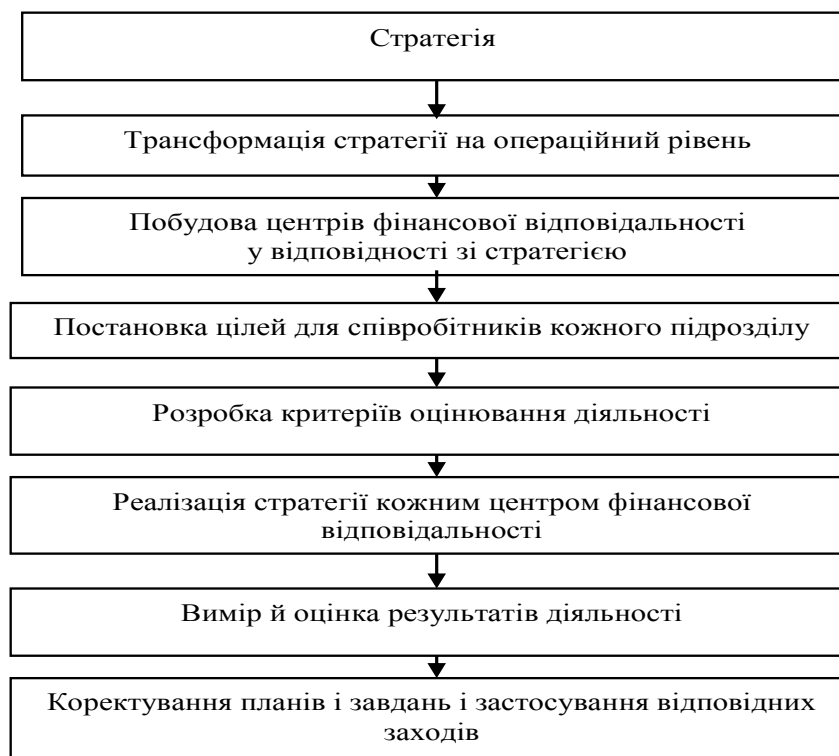 Стратегія
Трансформація стратегії на операційний рівень
Побудова центрів фінансової відповідальності
у відповідності зі стратегією
Постановка цілей для співробітників кожного підрозділу
Розробка критеріїв оцінювання діяльності
Реалізація стратегії кожним центром фінансової
відповідальності
Вимір й оцінка результатів діяльності
Коректування планів і завдань і застосування відповідних
заходів